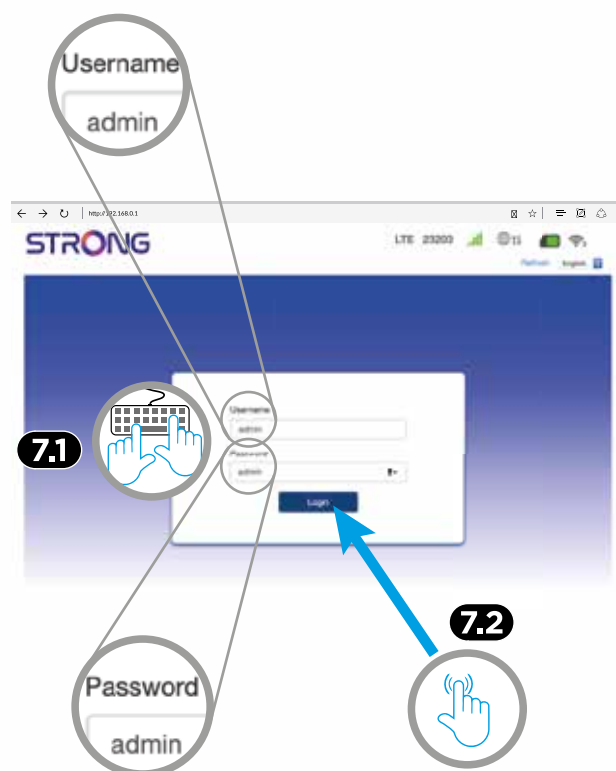 Username
admin
http://192.168.0.1
STRONG
LTE 23203
Refresh English
Username
admin
7.1
Password
admin
Login
7.2
Password
admin